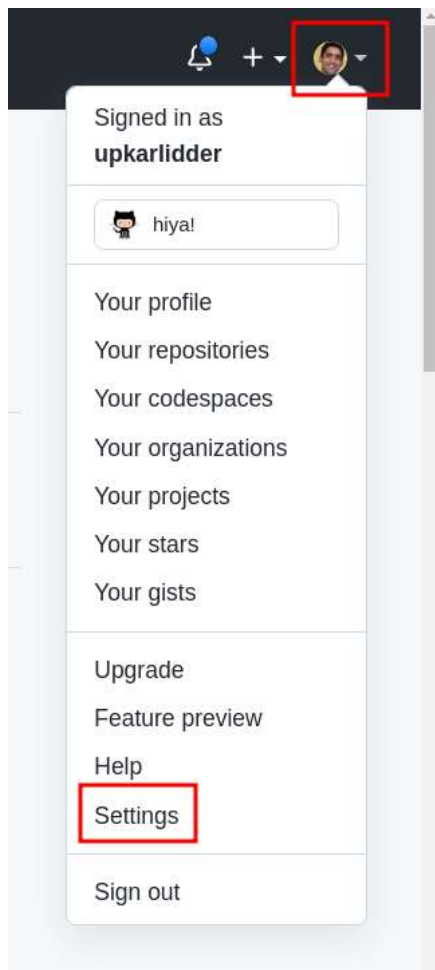 Signed in as
upkarlidder
hiya!
Your profile
Your repositories
Your codespaces
Your organizations
Your projects
Your stars
Your gists
Upgrade
Feature preview
Help
Settings
Sign out